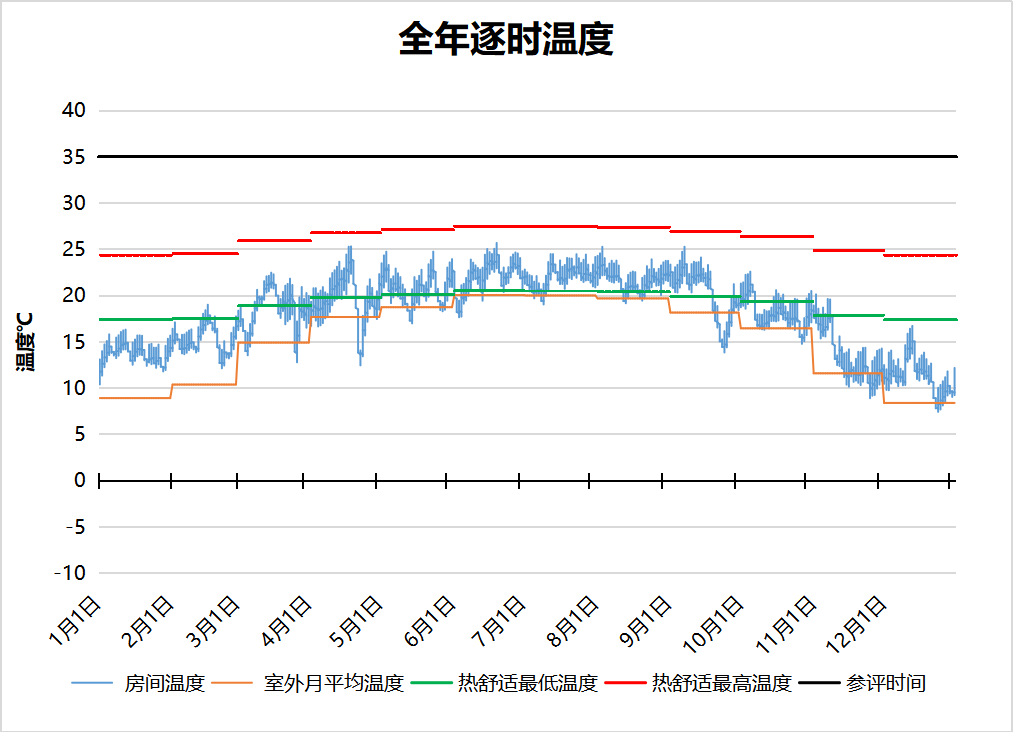 全年逐时温度
40
35
30
25
20
15
10
5
0
-5
-10
温度℃
1月1日
2月1日
3月1日
4月1日
5月1日
6月1日
7月1日
8月1日
9月1日
10月1日
11月1日
12月1日
房间温度 室外月平均温度 热舒适最低温度 热舒适最高温度 参评时间